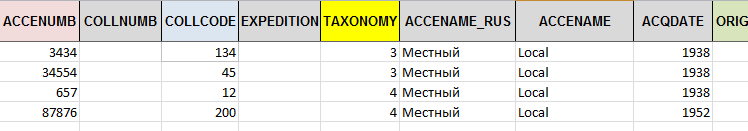 ACCENUMB COLLNUMB COLLCODE EXPEDITION TAXONOMY ACCENAME_RUS ACCENAME ACQDATE
3434 134 3 Местный Local 1938
34554 45 3 Местный Local 1938
657 12 4 Местный Local 1938
87876 200 4 Местный Local 1952